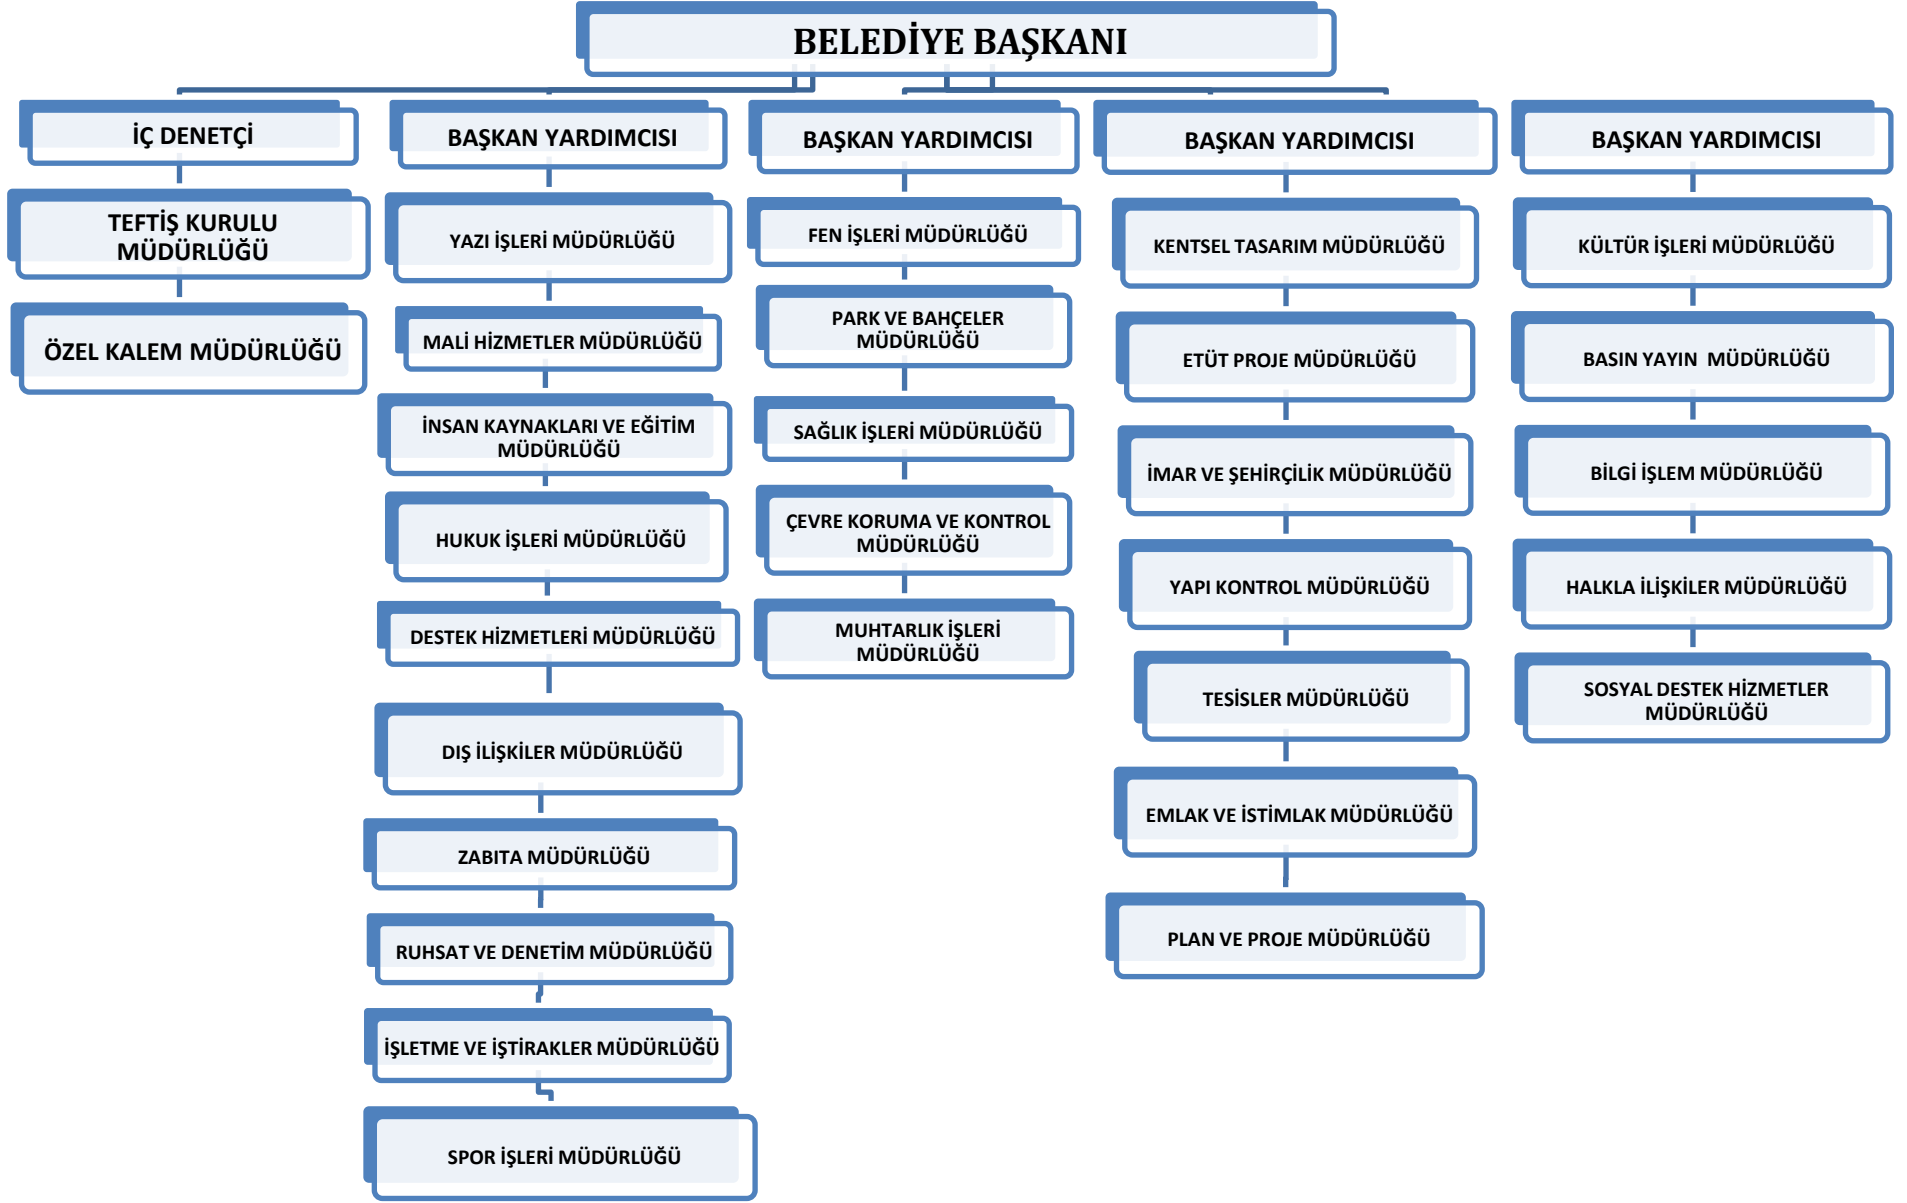 BELEDİYE BAŞKANI
İÇ DENETÇİ
TEFTİŞ KURULU
MÜDÜRLÜĞÜ
ÖZEL KALEM MÜDÜRLÜĞÜ
BAŞKAN YARDIMCISI
YAZI İŞLERİ MÜDÜRLÜĞÜ
MALİ HİZMETLER MÜDÜRLÜĞÜ
İNSAN KAYNAKLARI VE EĞİTİM
MÜDÜRLÜĞÜ
HUKUK İŞLERİ MÜDÜRLÜĞÜ
DESTEK HİZMETLERİ MÜDÜRLÜĞÜ
DIŞ İLİŞKİLER MÜDÜRLÜĞÜ
ZABITA MÜDÜRLÜĞÜ
RUHSAT VE DENETİM MÜDÜRLÜĞÜ
İŞLETME VE İŞTİRAKLER MÜDÜRLÜĞÜ
SPOR İŞLERİ MÜDÜRLÜĞÜ
BAŞKAN YARDIMCISI
FEN İŞLERİ MÜDÜRLÜĞÜ
PARK VE BAHÇELER
MÜDÜRLÜĞÜ
SAĞLIK İŞLERİ MÜDÜRLÜĞÜ
ÇEVRE KORUMA VE KONTROL
MÜDÜRLÜĞÜ
MUHTARLIK İŞLERİ
MÜDÜRLÜĞÜ
BAŞKAN YARDIMCISI
KENTSEL TASARIM MÜDÜRLÜĞÜ
ETÜT PROJE MÜDÜRLÜĞÜ
İMAR VE ŞEHİRÇİLİK MÜDÜRLÜĞÜ
YAPI KONTROL MÜDÜRLÜĞÜ
TESİSLER MÜDÜRLÜĞÜ
EMLAK VE İSTİMLAK MÜDÜRLÜĞÜ
PLAN VE PROJE MÜDÜRLÜĞÜ
BAŞKAN YARDIMCISI
KÜLTÜR İŞLERİ MÜDÜRLÜĞÜ
BASIN YAYIN MÜDÜRLÜĞÜ
BİLGİ İŞLEM MÜDÜRLÜĞÜ
HALKLA İLİŞKİLER MÜDÜRLÜĞÜ
SOSYAL DESTEK HİZMETLER
MÜDÜRLÜĞÜ